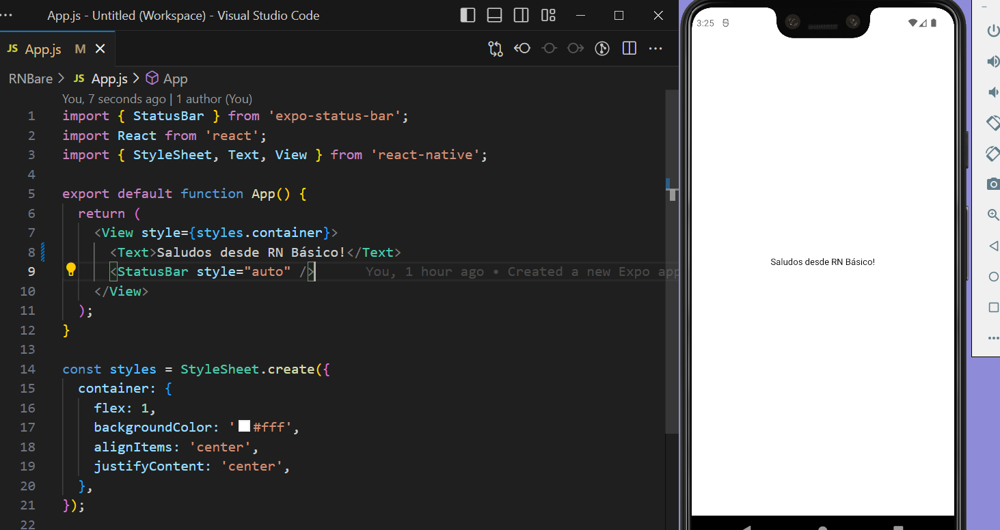 App.js - Untitled (Workspace) - Visual Studio Code
JS App.js M
RNBare > JS App.js > App
You, 7 seconds ago | 1 author (You)
1 import { StatusBar } from 'expo-status-bar';
2 import React from 'react';
3 import { StyleSheet, Text, View } from 'react-native';
4
5 export default function App() {
6 return (
7 <View style={styles.container}>
8 <Text>Saludos desde RN Básico!</Text>
9 <StatusBar style="auto" /> You, 1 hour ago • Created a new Expo app
10 </View>
11 );
12 }
13
14 const styles = StyleSheet.create({
15 container: {
16 flex: 1,
17 backgroundColor: '#fff',
18 alignItems: 'center',
19 justifyContent: 'center',
20 },
21 });
22
3:25
Saludos desde RN Básico!